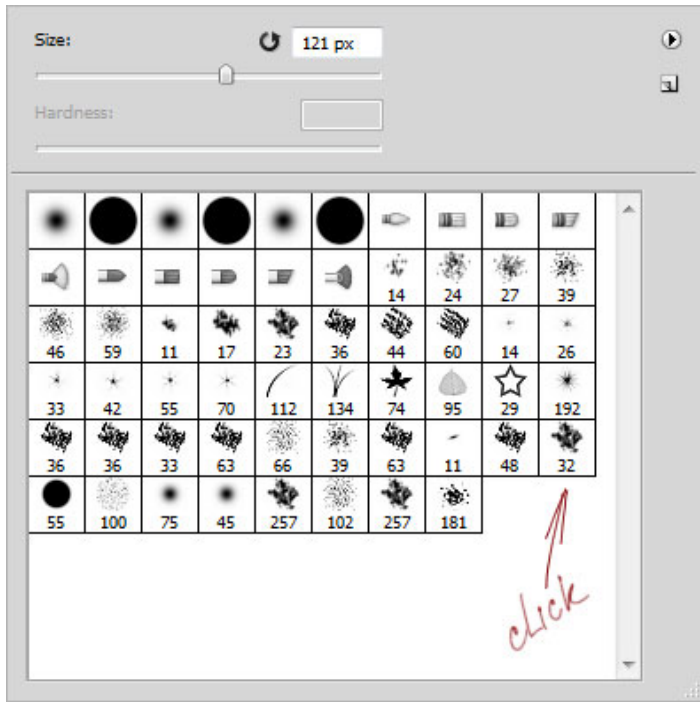 Size:
121 px
Hardness:
14 24 27 39
46 59 11 17 23 36 44 60 14 26
33 42 55 70 112 134 74 95 29 192
36 36 33 63 66 39 63 11 48 32
55 100 75 45 257 102 257 181
click